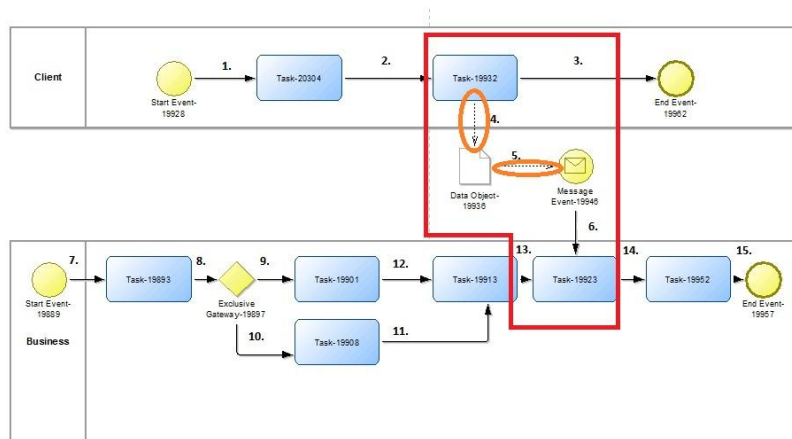 Client
1.
2.
3.
Task-20304
Task-19932
Start Event-
19928
End Event-
19962
4.
5.
Data Object-
19936
Message
Event-19946
6.
7.
8.
9.
12.
13.
14.
15.
Task-19893
Task-19901
Task-19913
Task-19923
Task-19952
Start Event-
19889
Exclusive
Gateway-19897
End Event-
19957
Business
10.
11.
Task-19908